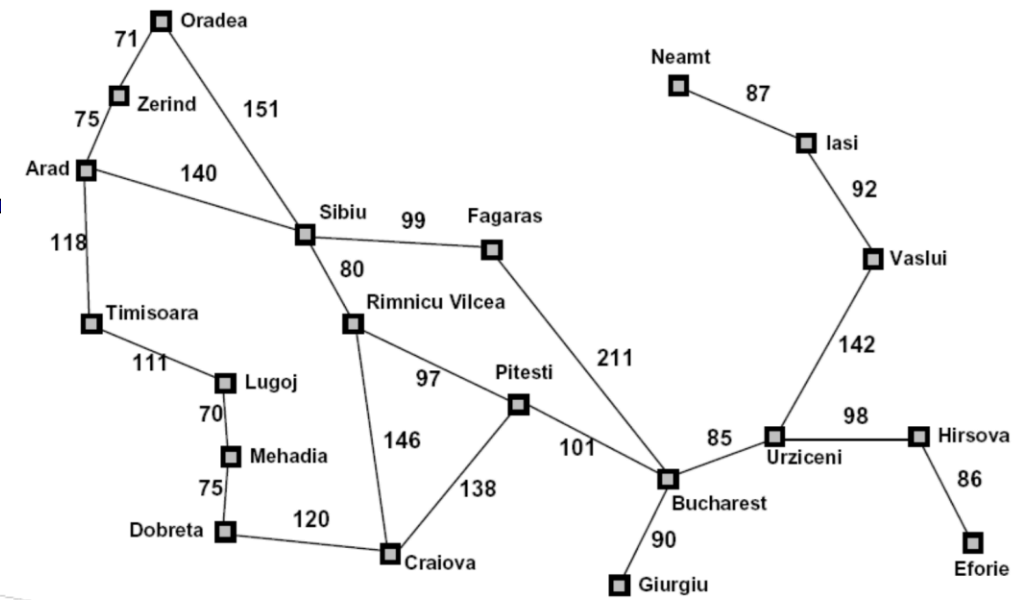 Oradea
71
Neamt
87
Zerind
151
75
Iasi
Arad
140
92
Sibiu
99
Fagaras
118
Vaslui
80
Timisoara
Rimnicu Vilcea
142
111
211
Lugoj
97
Pitesti
70
98
Hirsova
146
101
85
Mehadia
Urziceni
75
138
86
Bucharest
Dobreta
120
90
Craiova
Eforie
Giurgiu